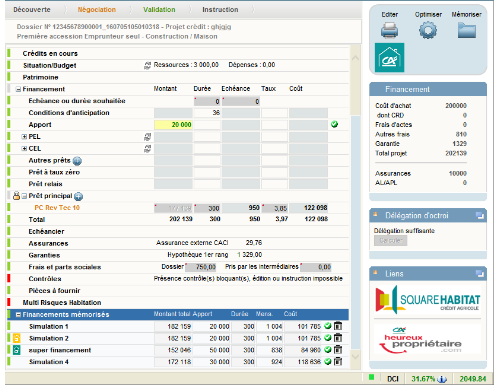 Découverte Négociation Validation Instruction
Dossier N° 12345678900001_160705105010318 - Projet crédit : ghjgjg
Première accession Emprunteur seul - Construction / Maison
Crédits en cours
Situation/Budget Ressources : 3 000,00 Dépenses : 0.00
Patrimoine
Financement Montant Durée Echéance Taux Coût
Echéance ou durée souhaitée 0 0
Conditions d'anticipation 36
Apport 20 000
PEL
CEL
Autres prêts
Prêt à taux zéro
Prêt relais
Prêt principal
PC Rev Tec 10 300 950 3,85 122 098
Total 202 139 300 950 3,97 122 098
Echéancier
Assurances Assurance externe CACI 29,76
Garanties Hypothèque 1er rang 1 329,00
Frais et parts sociales Dossier 750,00 Pris par les intermédiaires 0,00
Contrôles Présence contrôle(s) bloquant(s), édition ou instruction impossible
Pièces à fournir
Multi Risques Habitation
Financements mémorisés Montant total Apport Durée Mens. Coût
Simulation 1 182 159 20 000 300 1 004 101 785
Simulation 2 182 159 20 000 300 1 004 101 785
super financement 152 046 50 000 300 838 84 960
Simulation 4 172 118 30 000 300 924 118 636
Editer Optimiser Mémoriser
Financement
Coût d'achat 200000
dont CRD 0
Frais d'actes 0
Autres frais 810
Garantie 1329
Total projet 202139
Assurances 10000
AL/APL 0
Délégation d'octroi
Délégation suffisante
Calculer
Liens
SQUARE HABITAT
CRÉDIT AGRICOLE
heureux
propriétaire
.com
DCI 31.67% 2049.84